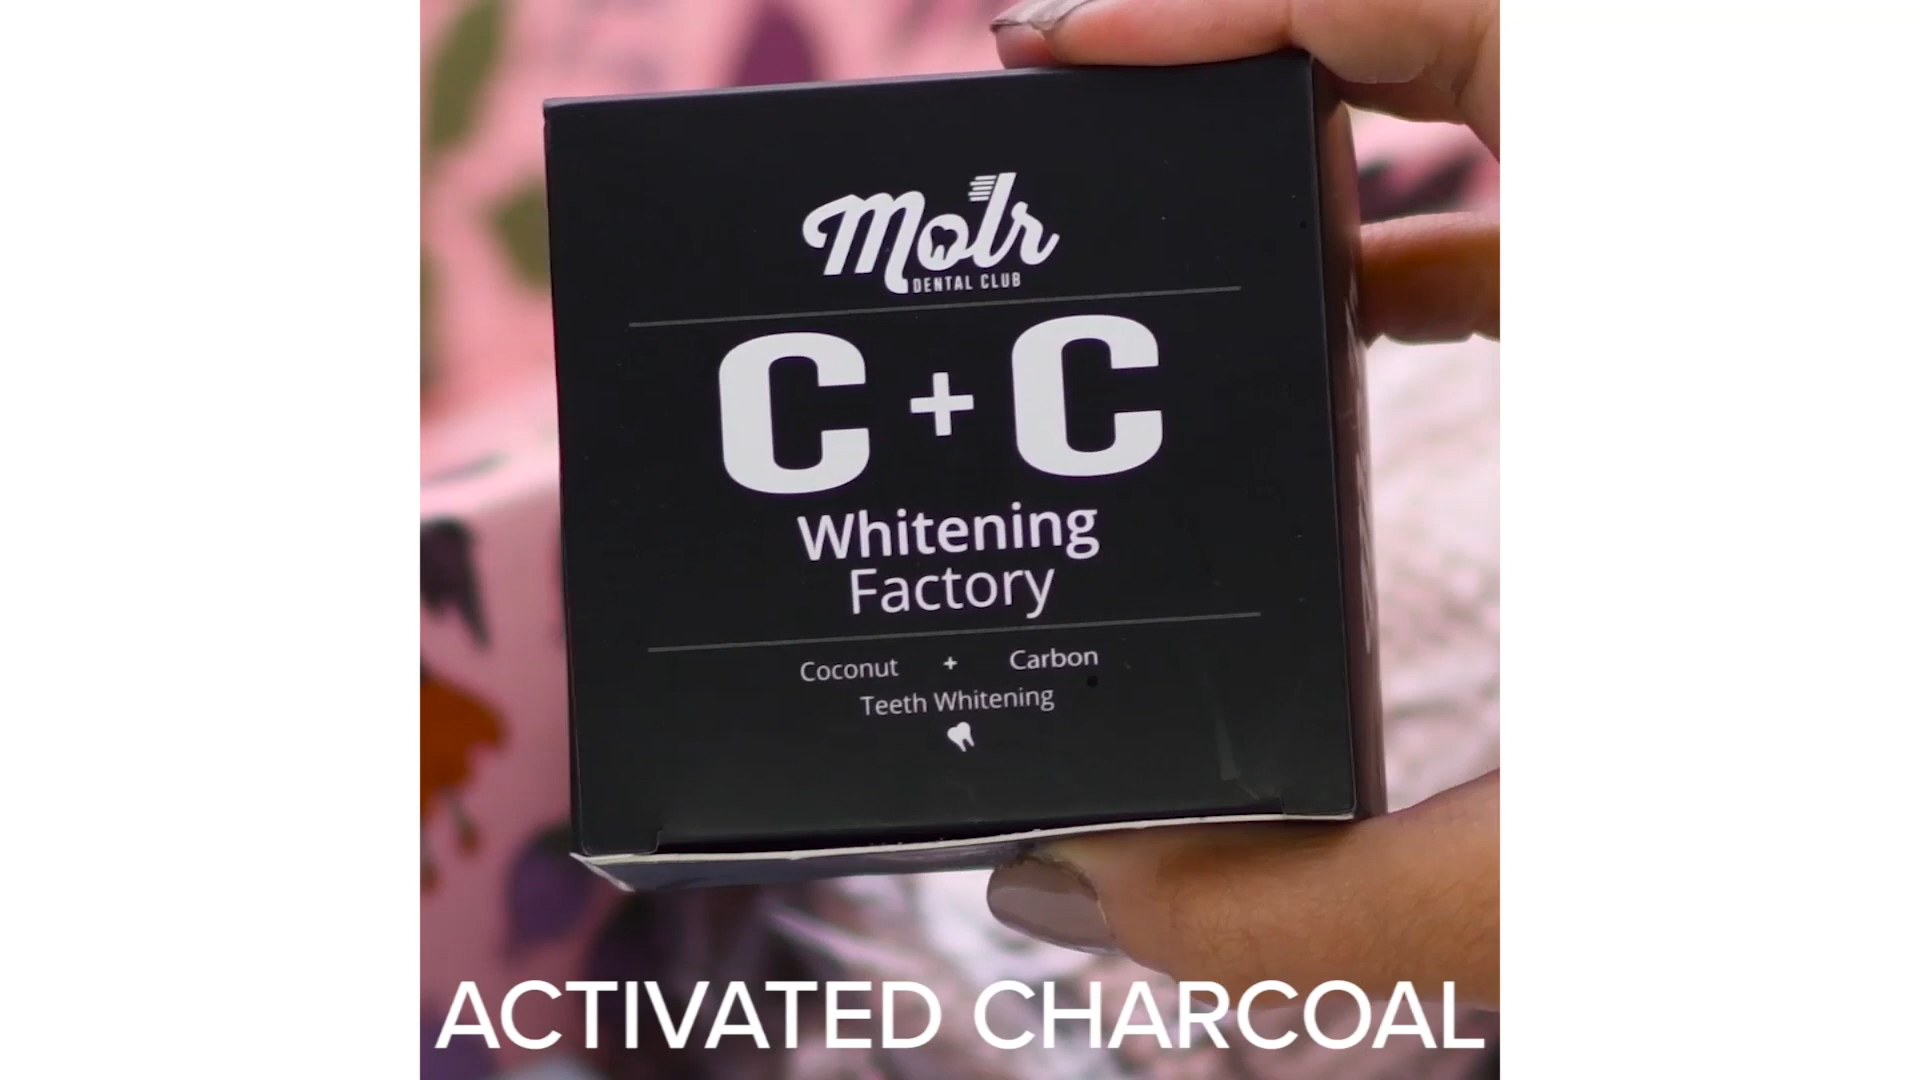 Molr
DENTAL CLUB
C + C
Whitening
Factory
Coconut + Carbon
Teeth Whitening
ACTIVATED CHARCOAL